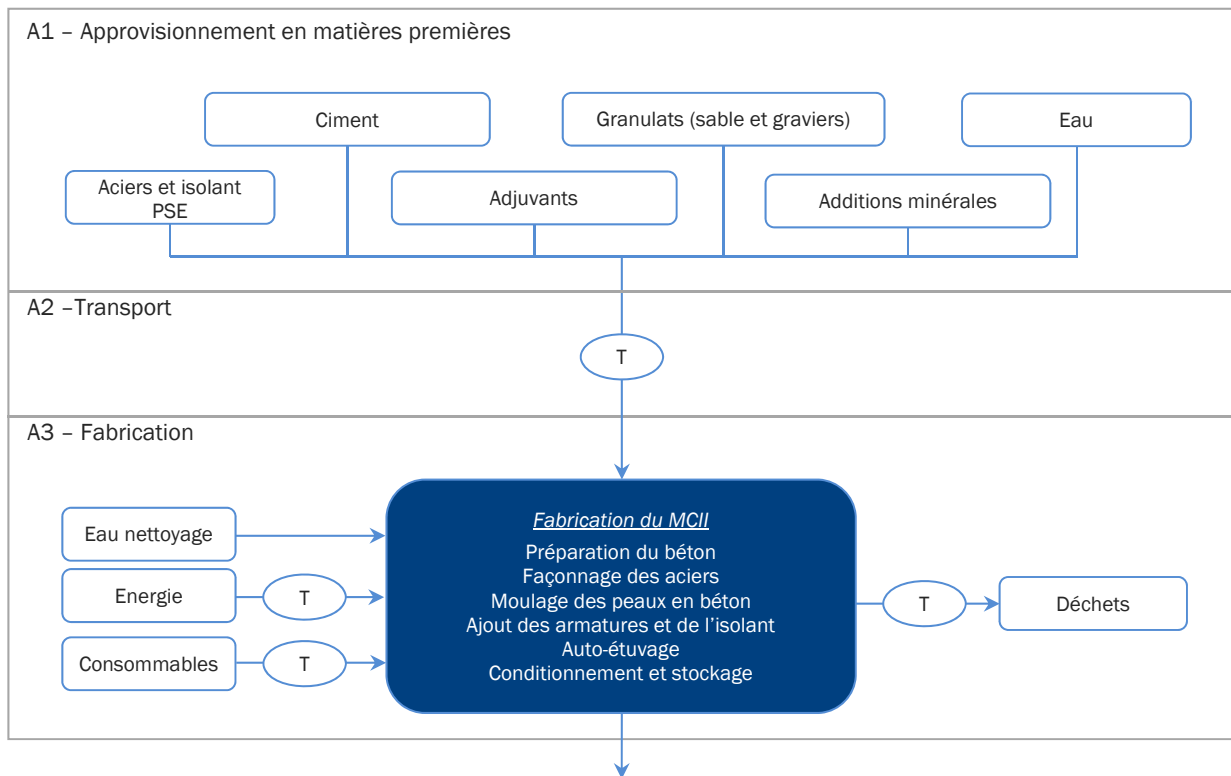 A1 – Approvisionnement en matières premières
Ciment
Granulats (sable et graviers)
Eau
Aciers et isolant
PSE
Adjuvants
Additions minérales
A2 –Transport
T
A3 – Fabrication
Fabrication du MCII
Préparation du béton
Façonnage des aciers
Moulage des peaux en béton
Ajout des armatures et de l’isolant
Auto-étuvage
Conditionnement et stockage
Eau nettoyage
Energie
T
Consommables
T
T
Déchets